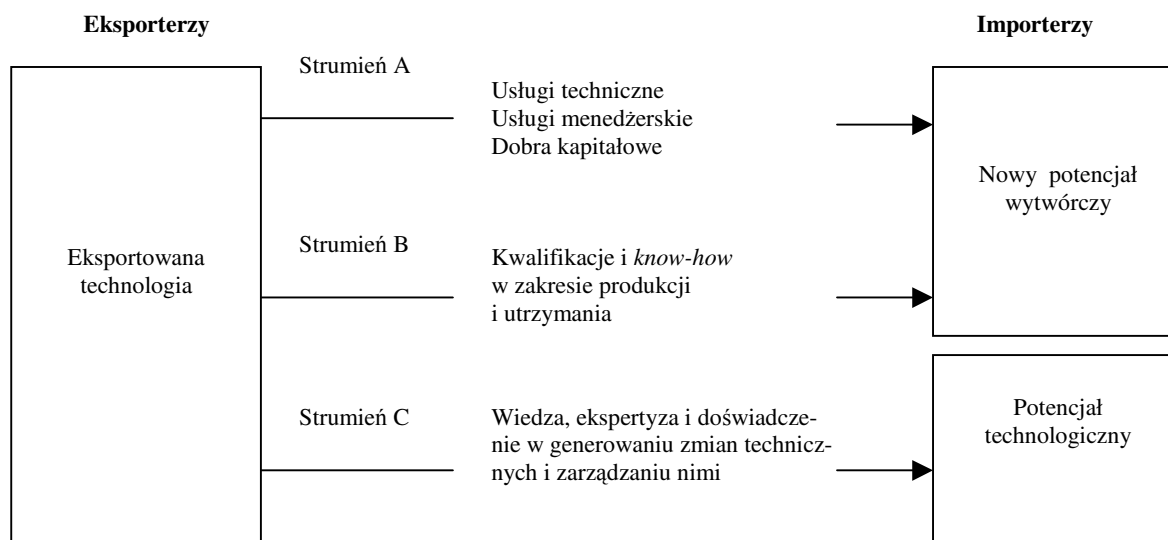 Eksporterzy
Importerzy
Strumień A
Usługi techniczne
Usługi menedżerskie
Dobra kapitałowe
Nowy potencjał
wytwórczy
Eksportowana
technologia
Strumień B
Kwalifikacje i know-how
w zakresie produkcji
i utrzymania
Strumień C
Wiedza, ekspertyza i doświadcze-
nie w generowaniu zmian technicz-
nych i zarządzaniu nimi
Potencjał
technologiczny